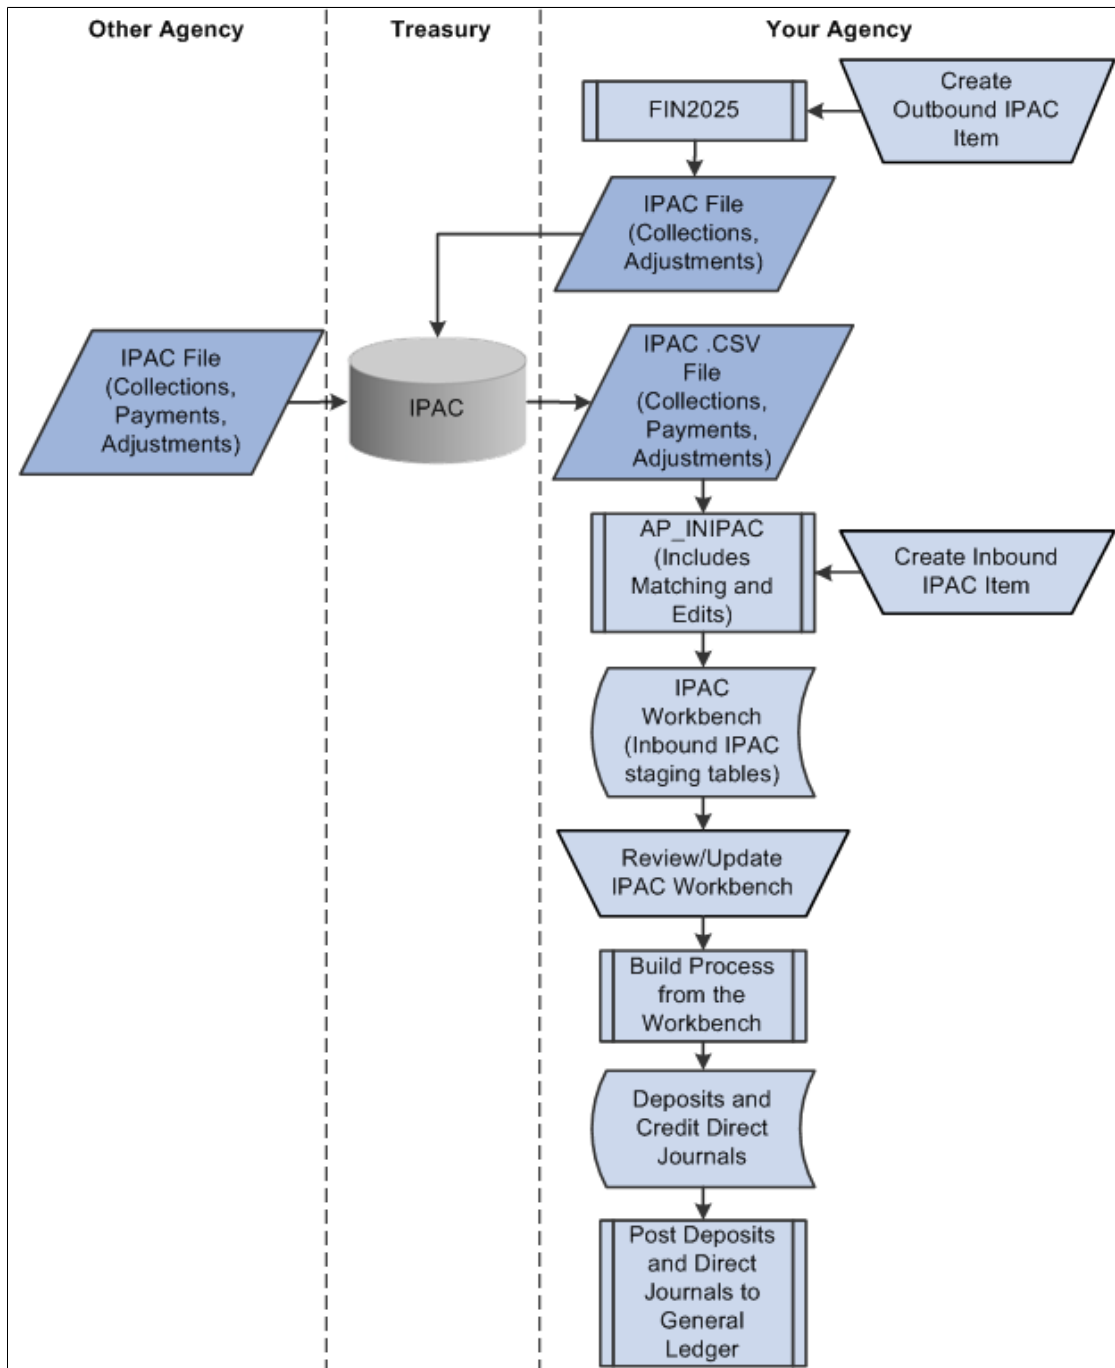 Other Agency
Treasury
Your Agency
FIN2025
Create
Outbound IPAC
Item
IPAC File
(Collections,
Adjustments)
IPAC File
(Collections,
Payments,
Adjustments)
IPAC
IPAC .CSV
File
(Collections,
Payments,
Adjustments)
AP_INIPAC
(Includes
Matching and
Edits)
Create Inbound
IPAC Item
IPAC
Workbench
(Inbound IPAC
staging tables)
Review/Update
IPAC Workbench
Build Process
from the
Workbench
Deposits and
Credit Direct
Journals
Post Deposits
and Direct
Journals to
General
Ledger